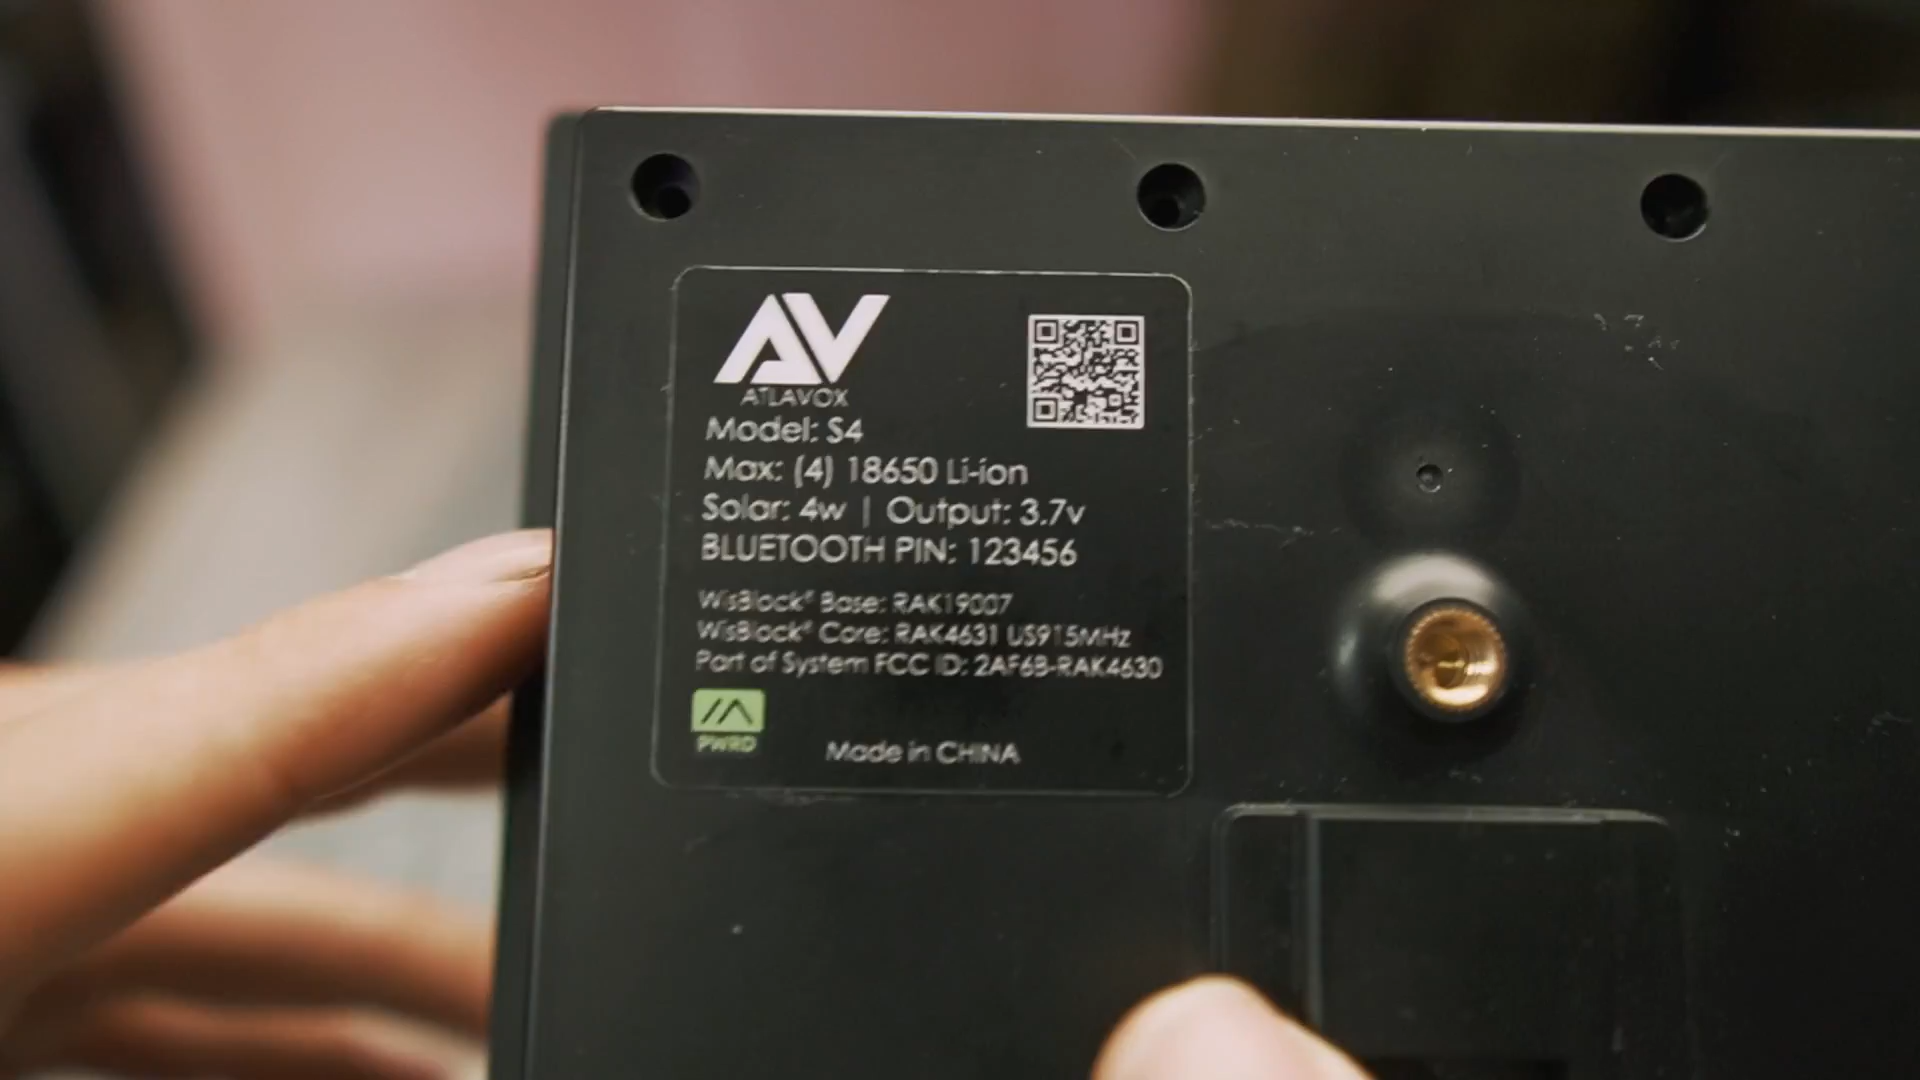 AV
ATLAVOX
Model: S4
Max: (4) 18650 Li-ion
Solar: 4w | Output: 3.7v
BLUETOOTH PIN: 123456
WisBlock® Base: RAK19007
WisBlock® Core: RAK4631 US915MHz
Part of System FCC ID: 2AF6B-RAK4630
PWRD
Made in CHINA